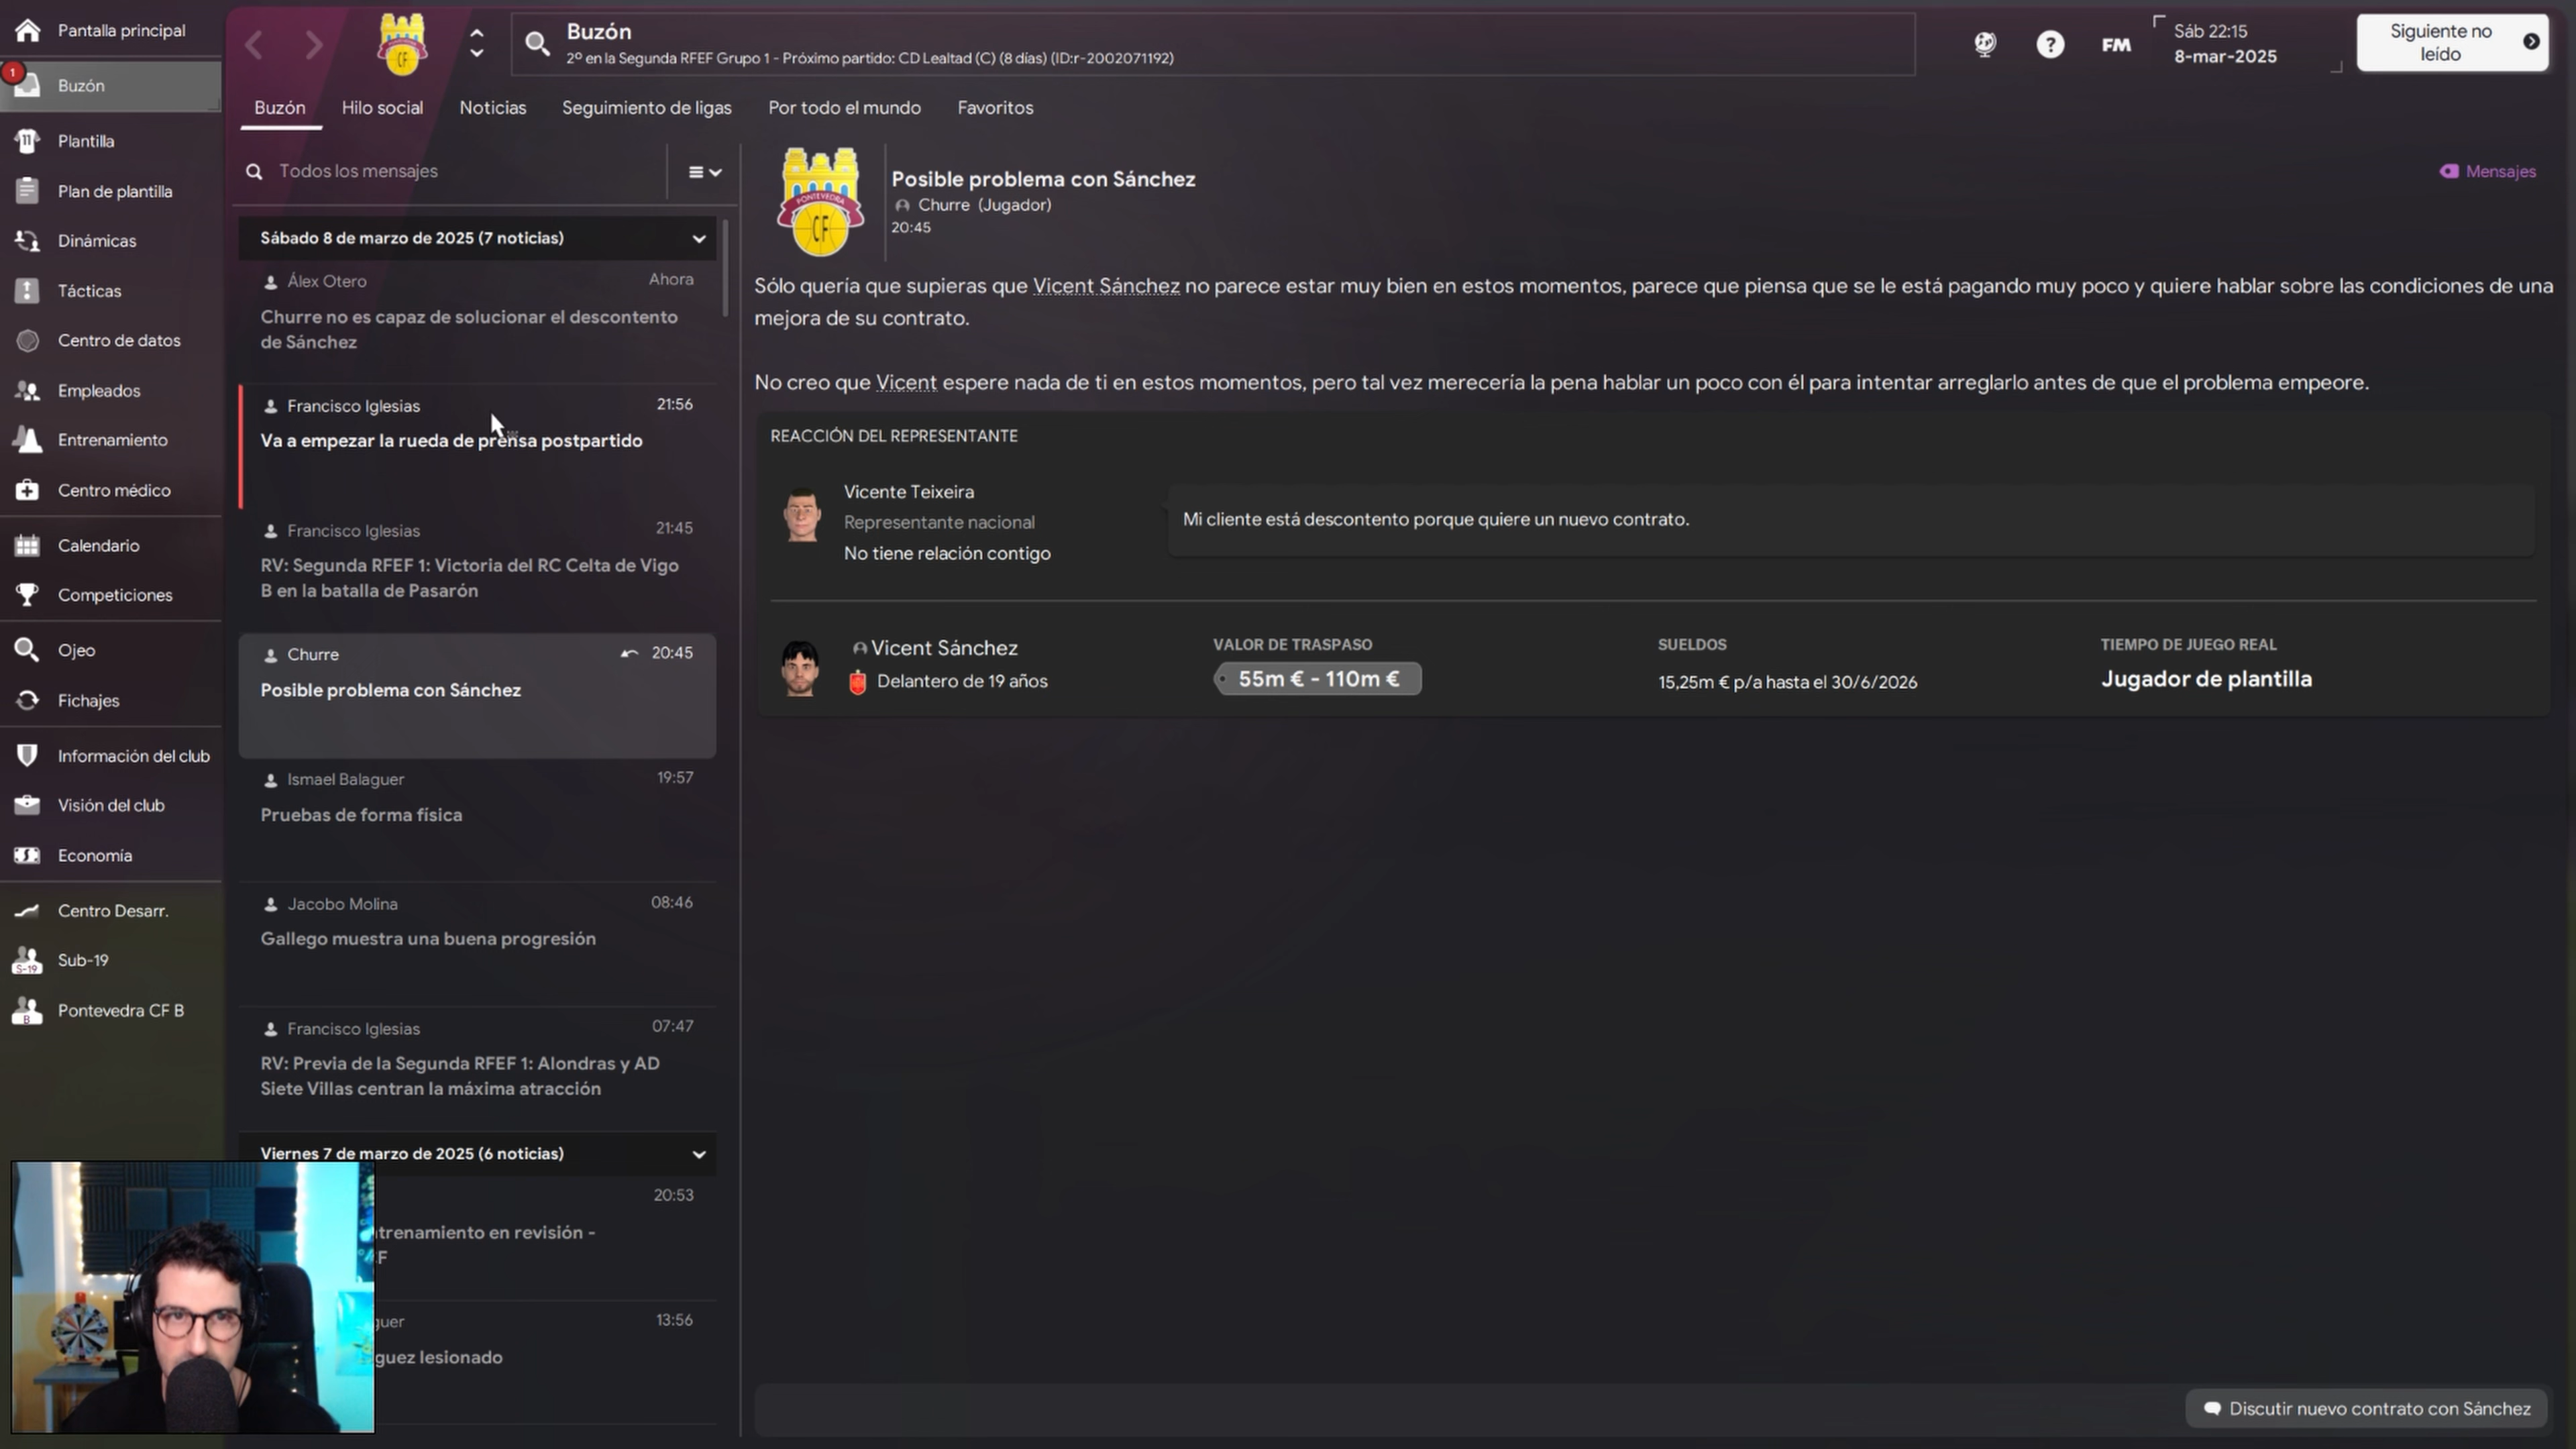 Pantalla principal
1
Buzón
Plantilla
Plan de plantilla
Dinámicas
Tácticas
Centro de datos
Empleados
Entrenamiento
Centro médico
Calendario
Competiciones
Ojeo
Fichajes
Información del club
Visión del club
Economía
Centro Desarr.
S-19
Sub-19
B
Pontevedra CF B
CF
Buzón
2º en la Segunda RFEF Grupo 1 - Próximo partido: CD Lealtad (C) (8 días) (ID:r-2002071192)
?
FM
Sáb 22:15
8-mar-2025
Siguiente no
leído
Buzón
Hilo social
Noticias
Seguimiento de ligas
Por todo el mundo
Favoritos
Todos los mensajes
Sábado 8 de marzo de 2025 (7 noticias)
Álex Otero
Ahora
Churre no es capaz de solucionar el descontento
de Sánchez
Francisco Iglesias
21:56
Va a empezar la rueda de prensa postpartido
Francisco Iglesias
21:45
RV: Segunda RFEF 1: Victoria del RC Celta de Vigo
B en la batalla de Pasarón
Churre
20:45
Posible problema con Sánchez
Ismael Balaguer
19:57
Pruebas de forma física
Jacobo Molina
08:46
Gallego muestra una buena progresión
Francisco Iglesias
07:47
RV: Previa de la Segunda RFEF 1: Alondras y AD
Siete Villas centran la máxima atracción
Viernes 7 de marzo de 2025 (6 noticias)
20:53
trenamiento en revisión -
F
guer
13:56
guez lesionado
PONTEVEDRA
CF
Posible problema con Sánchez
Churre (Jugador)
20:45
Mensajes
Sólo quería que supieras que Vicent Sánchez no parece estar muy bien en estos momentos, parece que piensa que se le está pagando muy poco y quiere hablar sobre las condiciones de una
mejora de su contrato.
No creo que Vicent espere nada de ti en estos momentos, pero tal vez merecería la pena hablar un poco con él para intentar arreglarlo antes de que el problema empeore.
REACCIÓN DEL REPRESENTANTE
Vicente Teixeira
Representante nacional
No tiene relación contigo
Mi cliente está descontento porque quiere un nuevo contrato.
Vicent Sánchez
Delantero de 19 años
VALOR DE TRASPASO
55m € - 110m €
SUELDOS
15,25m € p/a hasta el 30/6/2026
TIEMPO DE JUEGO REAL
Jugador de plantilla
Discutir nuevo contrato con Sánchez